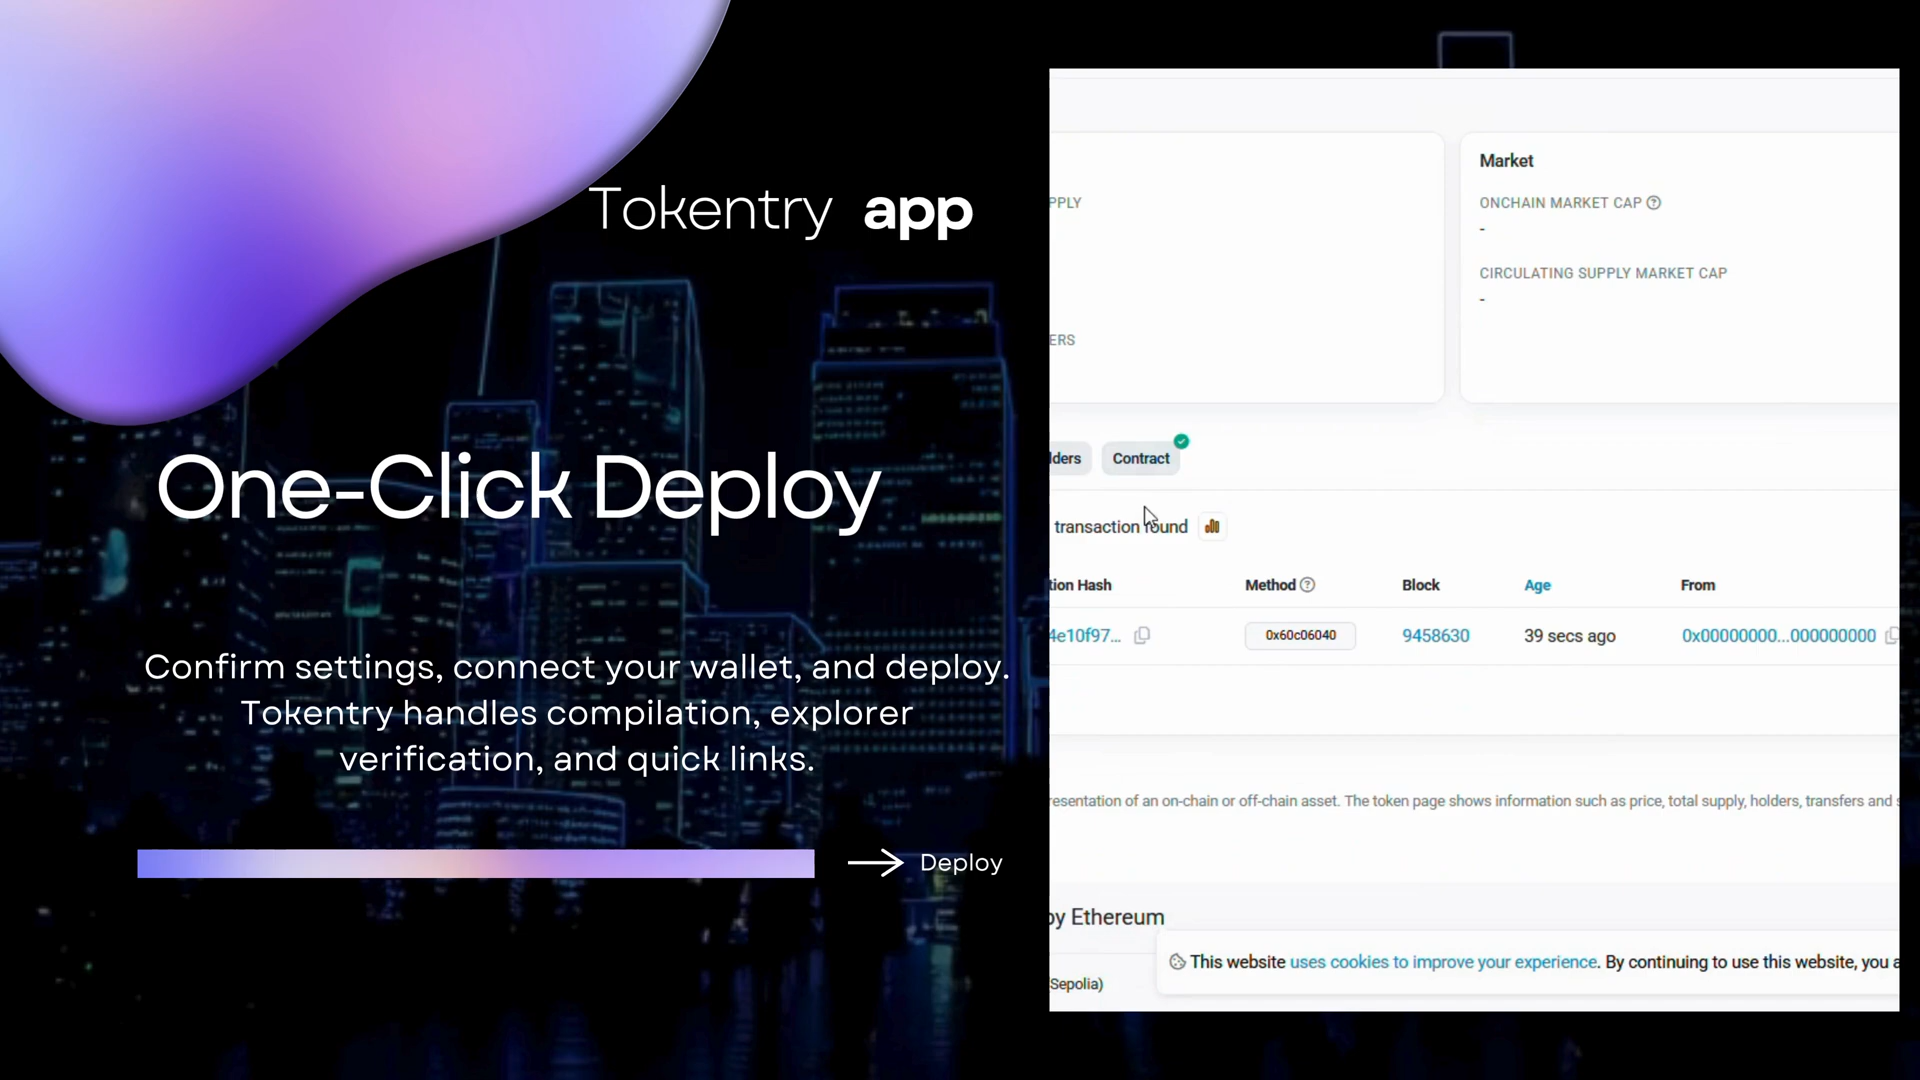 Tokentry app
One-Click Deploy
Confirm settings, connect your wallet, and deploy.
Tokentry handles compilation, explorer
verification, and quick links.
Deploy
PPLY
ERS
Market
ONCHAIN MARKET CAP
-
CIRCULATING SUPPLY MARKET CAP
-
lders Contract
transaction found
tion Hash Method Block Age From
4e10f97... 0x60c06040 9458630 39 secs ago 0x00000000...000000000
resentation of an on-chain or off-chain asset. The token page shows information such as price, total supply, holders, transfers and s
by Ethereum
This website uses cookies to improve your experience. By continuing to use this website, you a
(Sepolia)